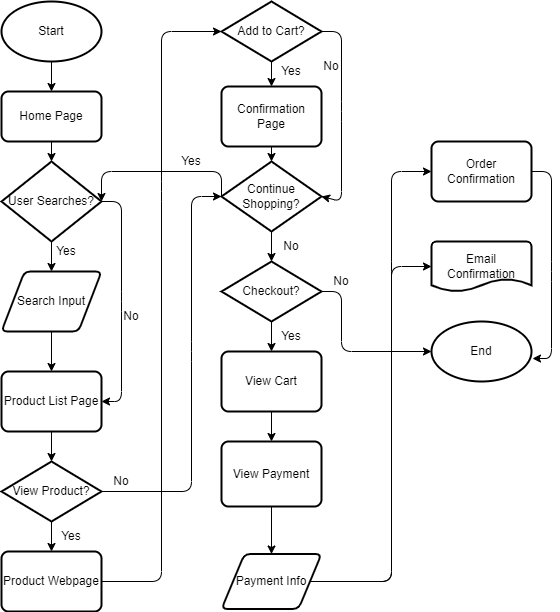 Start
Home Page
User Searches?
Yes
Search Input
No
Product List Page
View Product?
No
Yes
Product Webpage
Add to Cart?
No
Yes
Confirmation
Page
Yes
Continue
Shopping?
No
Checkout?
No
Yes
View Cart
View Payment
Payment Info
Order
Confirmation
Email
Confirmation
End